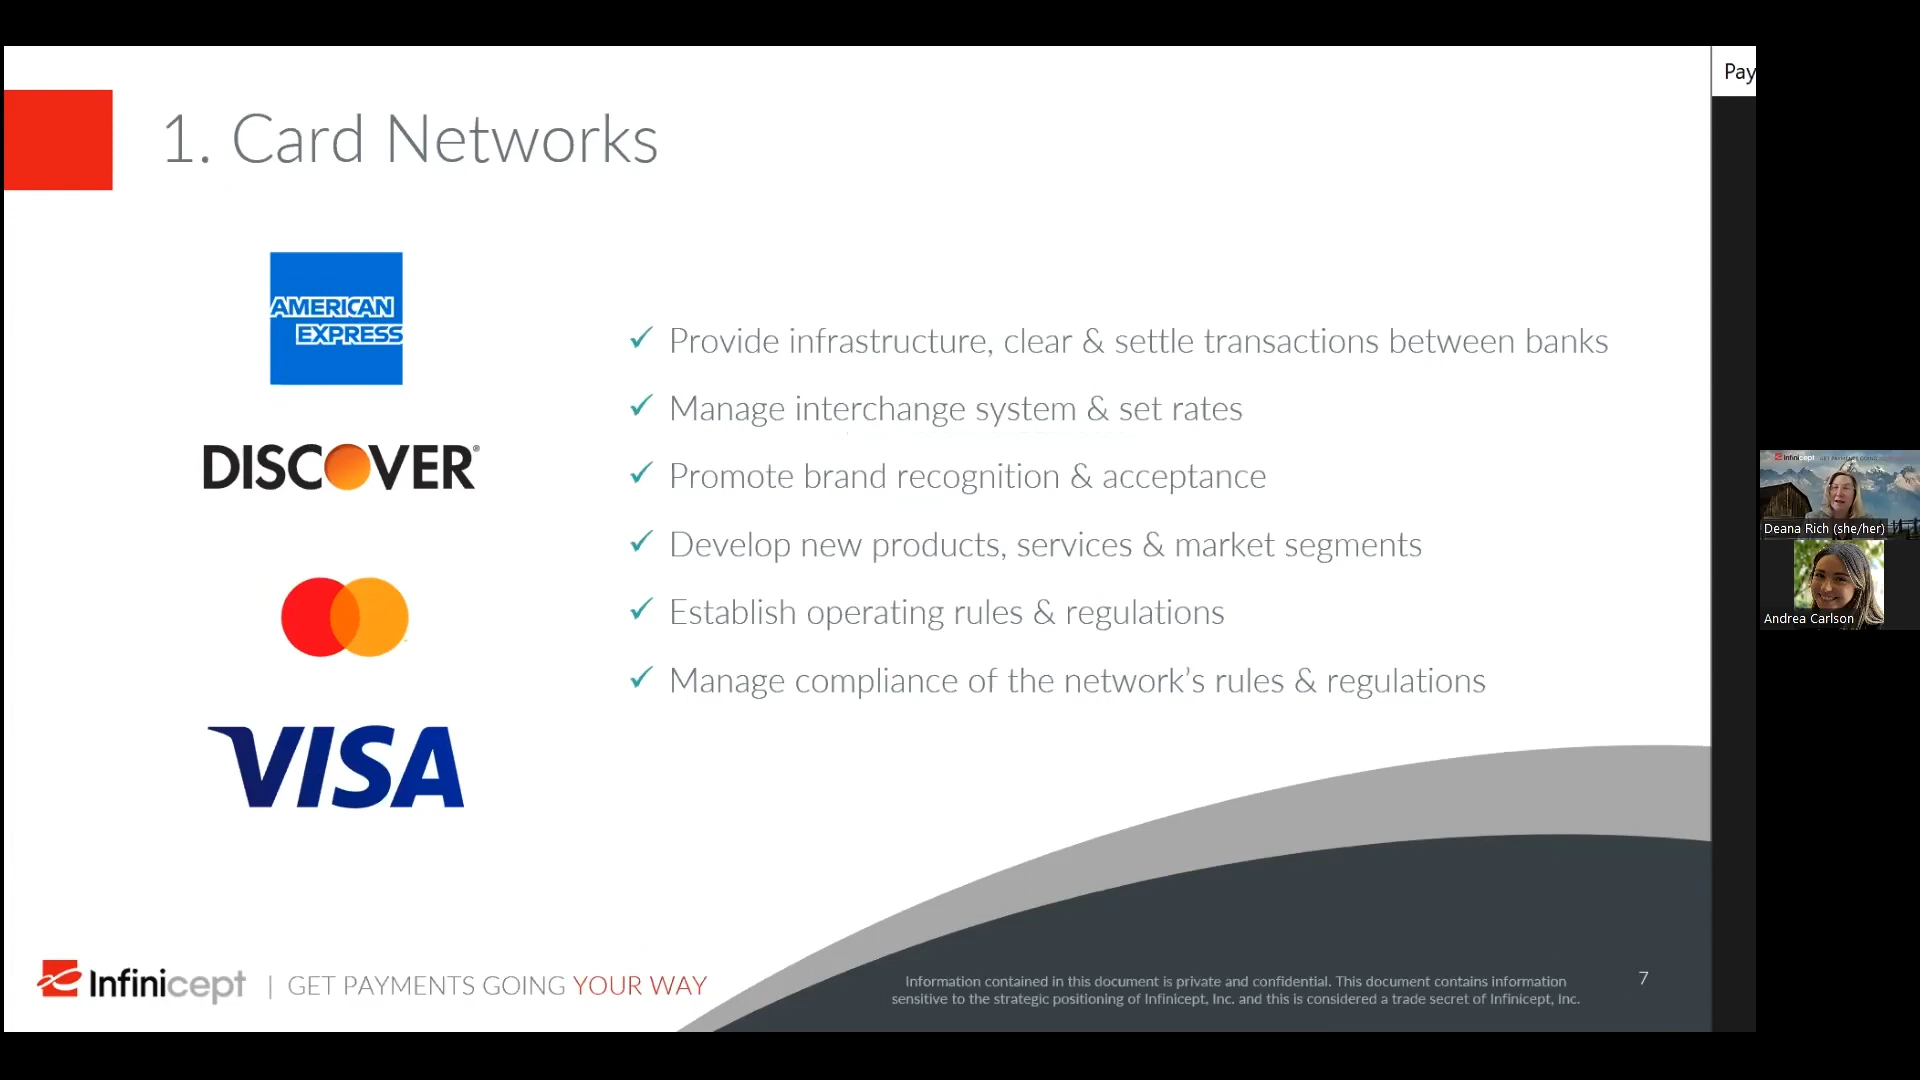 Pay
1. Card Networks
AMERICAN
EXPRESS
DISCOVER®
VISA
✓ Provide infrastructure, clear & settle transactions between banks
✓ Manage interchange system & set rates
✓ Promote brand recognition & acceptance
✓ Develop new products, services & market segments
✓ Establish operating rules & regulations
✓ Manage compliance of the network’s rules & regulations
Infinicept | GET PAYMENTS GOING YOUR WAY
Information contained in this document is private and confidential. This document contains information
sensitive to the strategic positioning of Infinicept, Inc. and this is considered a trade secret of Infinicept, Inc.
7
Infinicept GET PAYMENTS GOING
Deana Rich (she/her)
Andrea Carlson